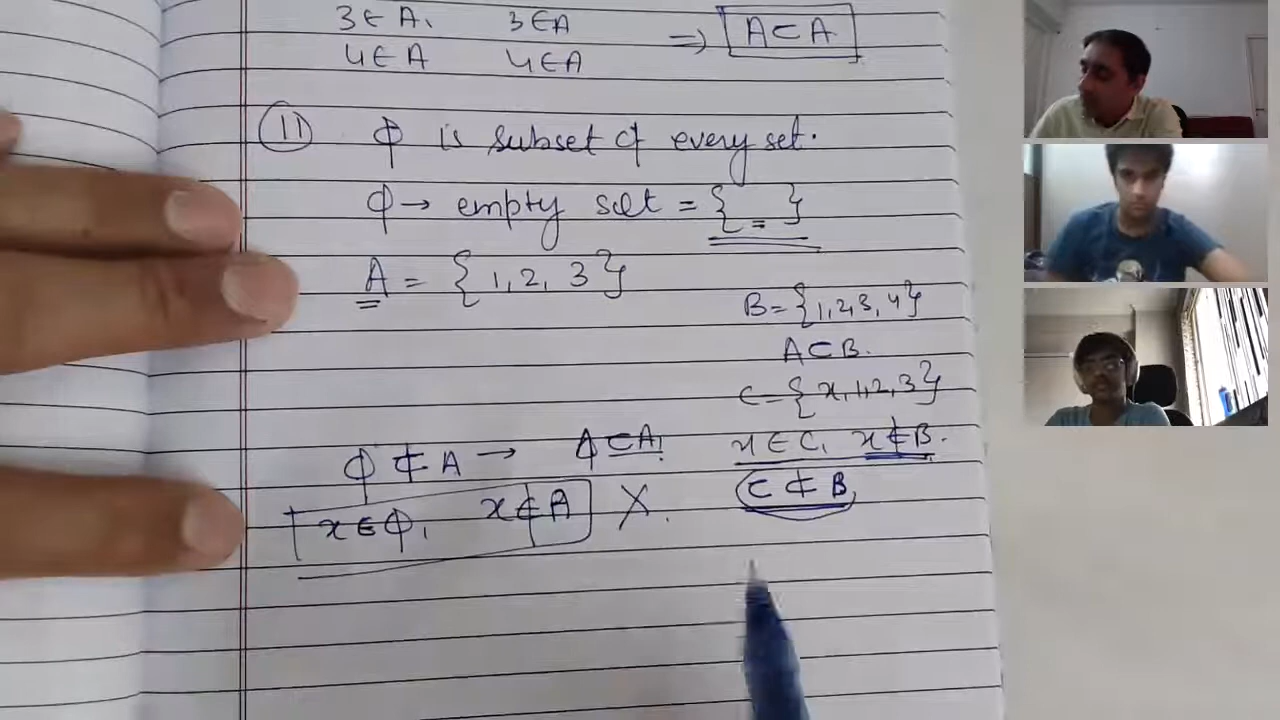 3 ∈ A, 3 ∈ A
4 ∈ A 4 ∈ A ⇒ A ⊂ A
(11) Φ is subset of every set.
Φ → empty set = { _ }
A = {1, 2, 3}
B = {1, 2, 3, 4}
A ⊂ B.
C = {x, 1, 2, 3}
Φ ⊄ A → Φ ⊂ A! x ∈ C, x ∉ B.
x ∈ Φ, x ∉ A X. C ⊄ B